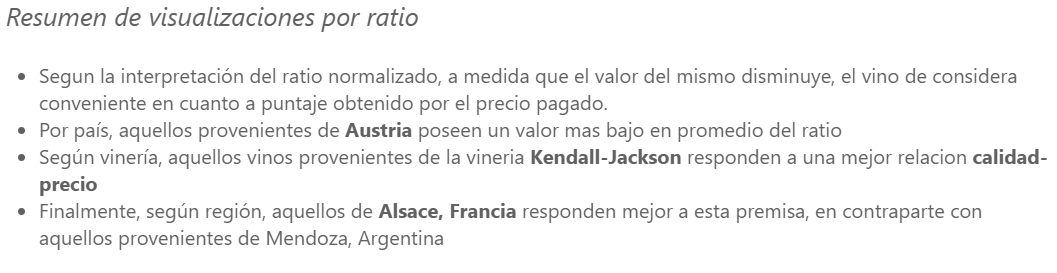 Resumen de visualizaciones por ratio
• Segun la interpretación del ratio normalizado, a medida que el valor del mismo disminuye, el vino de considera
conveniente en cuanto a puntaje obtenido por el precio pagado.
• Por país, aquellos provenientes de Austria poseen un valor mas bajo en promedio del ratio
• Según vinería, aquellos vinos provenientes de la vineria Kendall-Jackson responden a una mejor relacion calidad-
precio
• Finalmente, según región, aquellos de Alsace, Francia responden mejor a esta premisa, en contraparte con
aquellos provenientes de Mendoza, Argentina